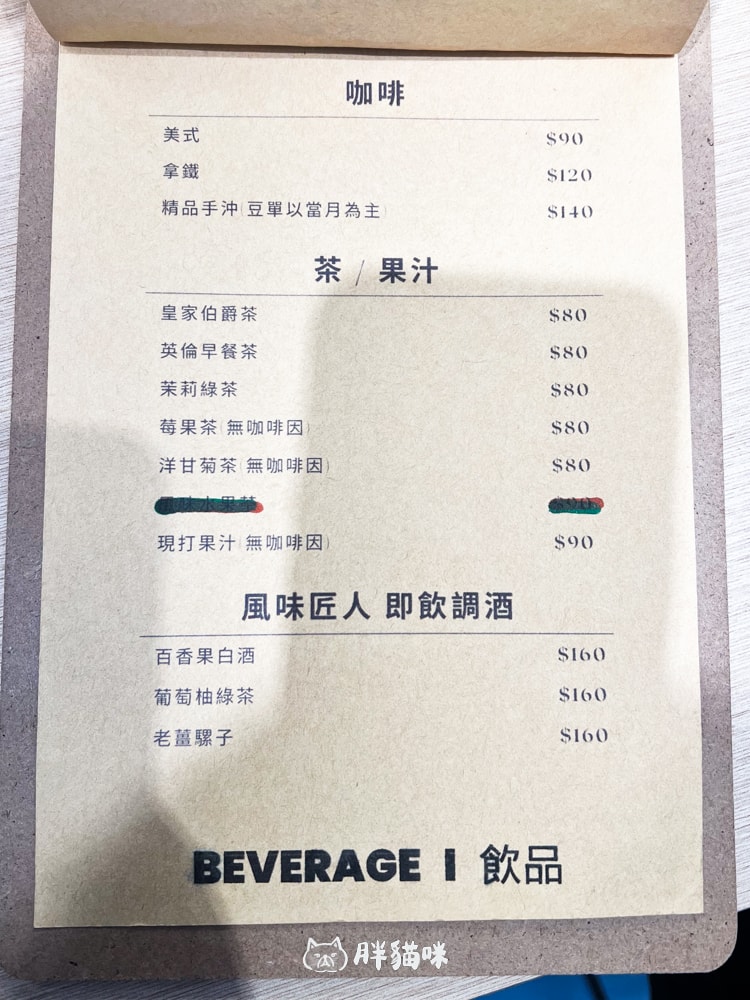 咖啡
美式 $90
拿鐵 $120
精品手沖(豆單以當月為主) $140
茶 / 果汁
皇家伯爵茶 $80
英倫早餐茶 $80
茉莉綠茶 $80
莓果茶(無咖啡因) $80
洋甘菊茶(無咖啡因) $80
現打果汁(無咖啡因) $90
風味匠人 即飲調酒
百香果白酒 $160
葡萄柚綠茶 $160
老薑騾子 $160
BEVERAGE I 飲品
胖貓咪